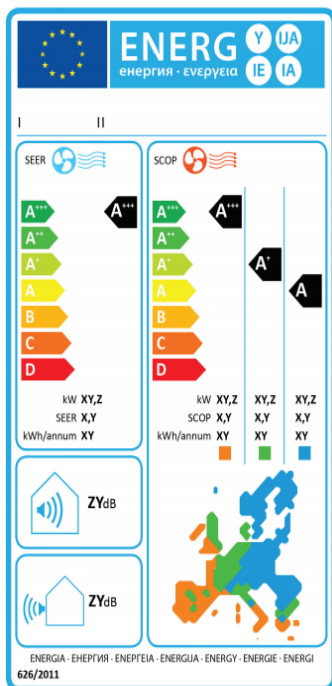 ENERG
енергия · ενεργεια
Y IJA
IE IA
I II
SEER
A+++ A+++
A++
A+
A
B
C
D
kW XY,Z
SEER X,Y
kWh/annum XY
SCOP
A+++ A+++
A++
A+ A+
A A
B
C
D
kW XY,Z XY,Z XY,Z
SCOP X,Y X,Y X,Y
kWh/annum XY XY XY
ZYdB
ZYdB
ENERGIA · ЕНЕРГИЯ · ΕΝΕΡΓΕΙΑ · ENERGIJA · ENERGY · ENERGIE · ENERGI
626/2011